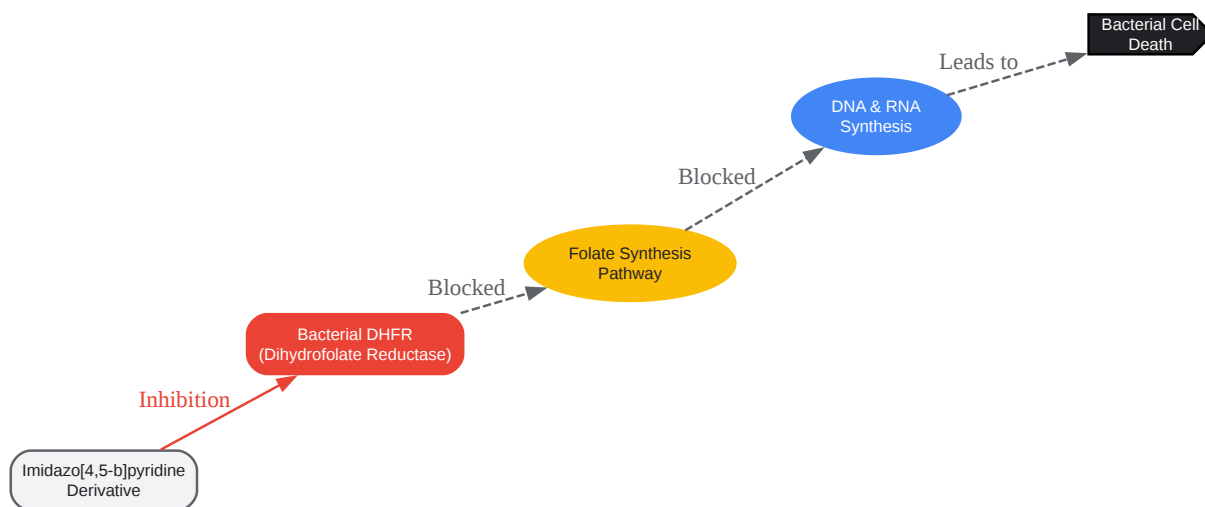 Bacterial Cell
Death
Leads to
DNA & RNA
Synthesis
Blocked
Folate Synthesis
Pathway
Blocked
Bacterial DHFR
(Dihydrofolate Reductase)
Inhibition
Imidazo[4,5-b]pyridine
Derivative